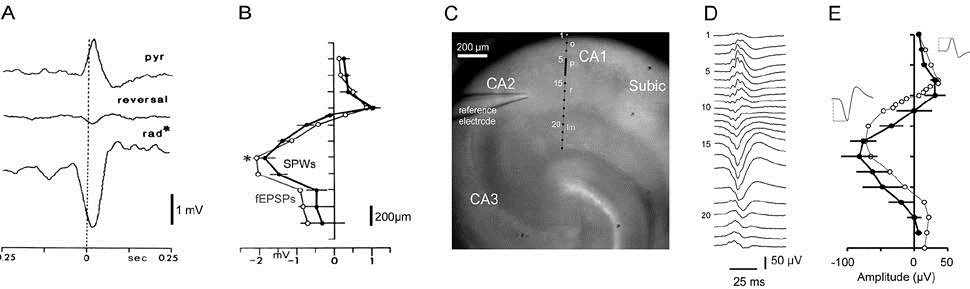 A
pyr
reversal
rad*
1 mV
0.25
0
sec
0.25
B
*
SPWs
fEPSPs
200µm
-2
-1
0
1
mV
C
200 µm
1
o
CA1
5
p
CA2
15
r
Subic
reference
electrode
20
lm
CA3
D
1
5
10
15
20
50 µV
25 ms
E
-100
0
50
Amplitude (µV)